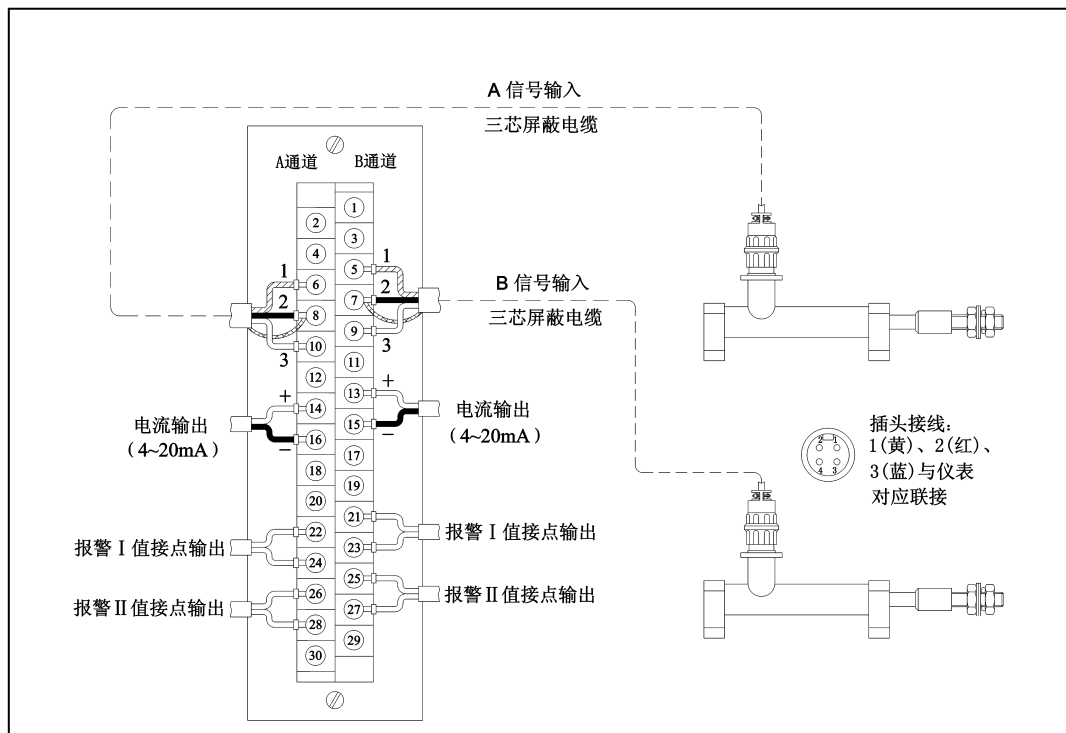 A 信号输入
三芯屏蔽电缆
A通道 B通道
1
2
3
4
5
6
7
8
9
10
11
12
13
14
15
16
17
18
19
20
21
22
23
24
25
26
27
28
29
30
1
2
3
1
2
3
B 信号输入
三芯屏蔽电缆
+
−
电流输出
(4~20mA)
+
−
电流输出
(4~20mA)
报警Ⅰ值接点输出
报警Ⅱ值接点输出
报警Ⅰ值接点输出
报警Ⅱ值接点输出
2 1
4 3
插头接线:
1(黄)、2(红)、
3(蓝)与仪表
对应联接